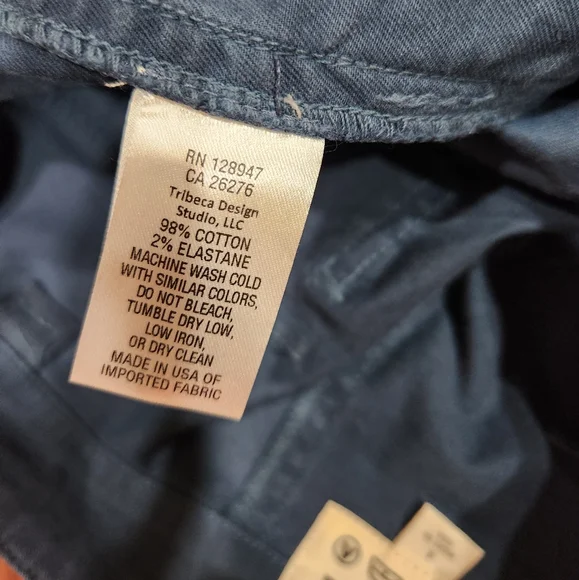 RN 128947
CA 26276
Tribeca Design
Studio, LLC
98% COTTON
2% ELASTANE
MACHINE WASH COLD
WITH SIMILAR COLORS,
DO NOT BLEACH,
TUMBLE DRY LOW,
LOW IRON,
OR DRY CLEAN
MADE IN USA OF
IMPORTED FABRIC